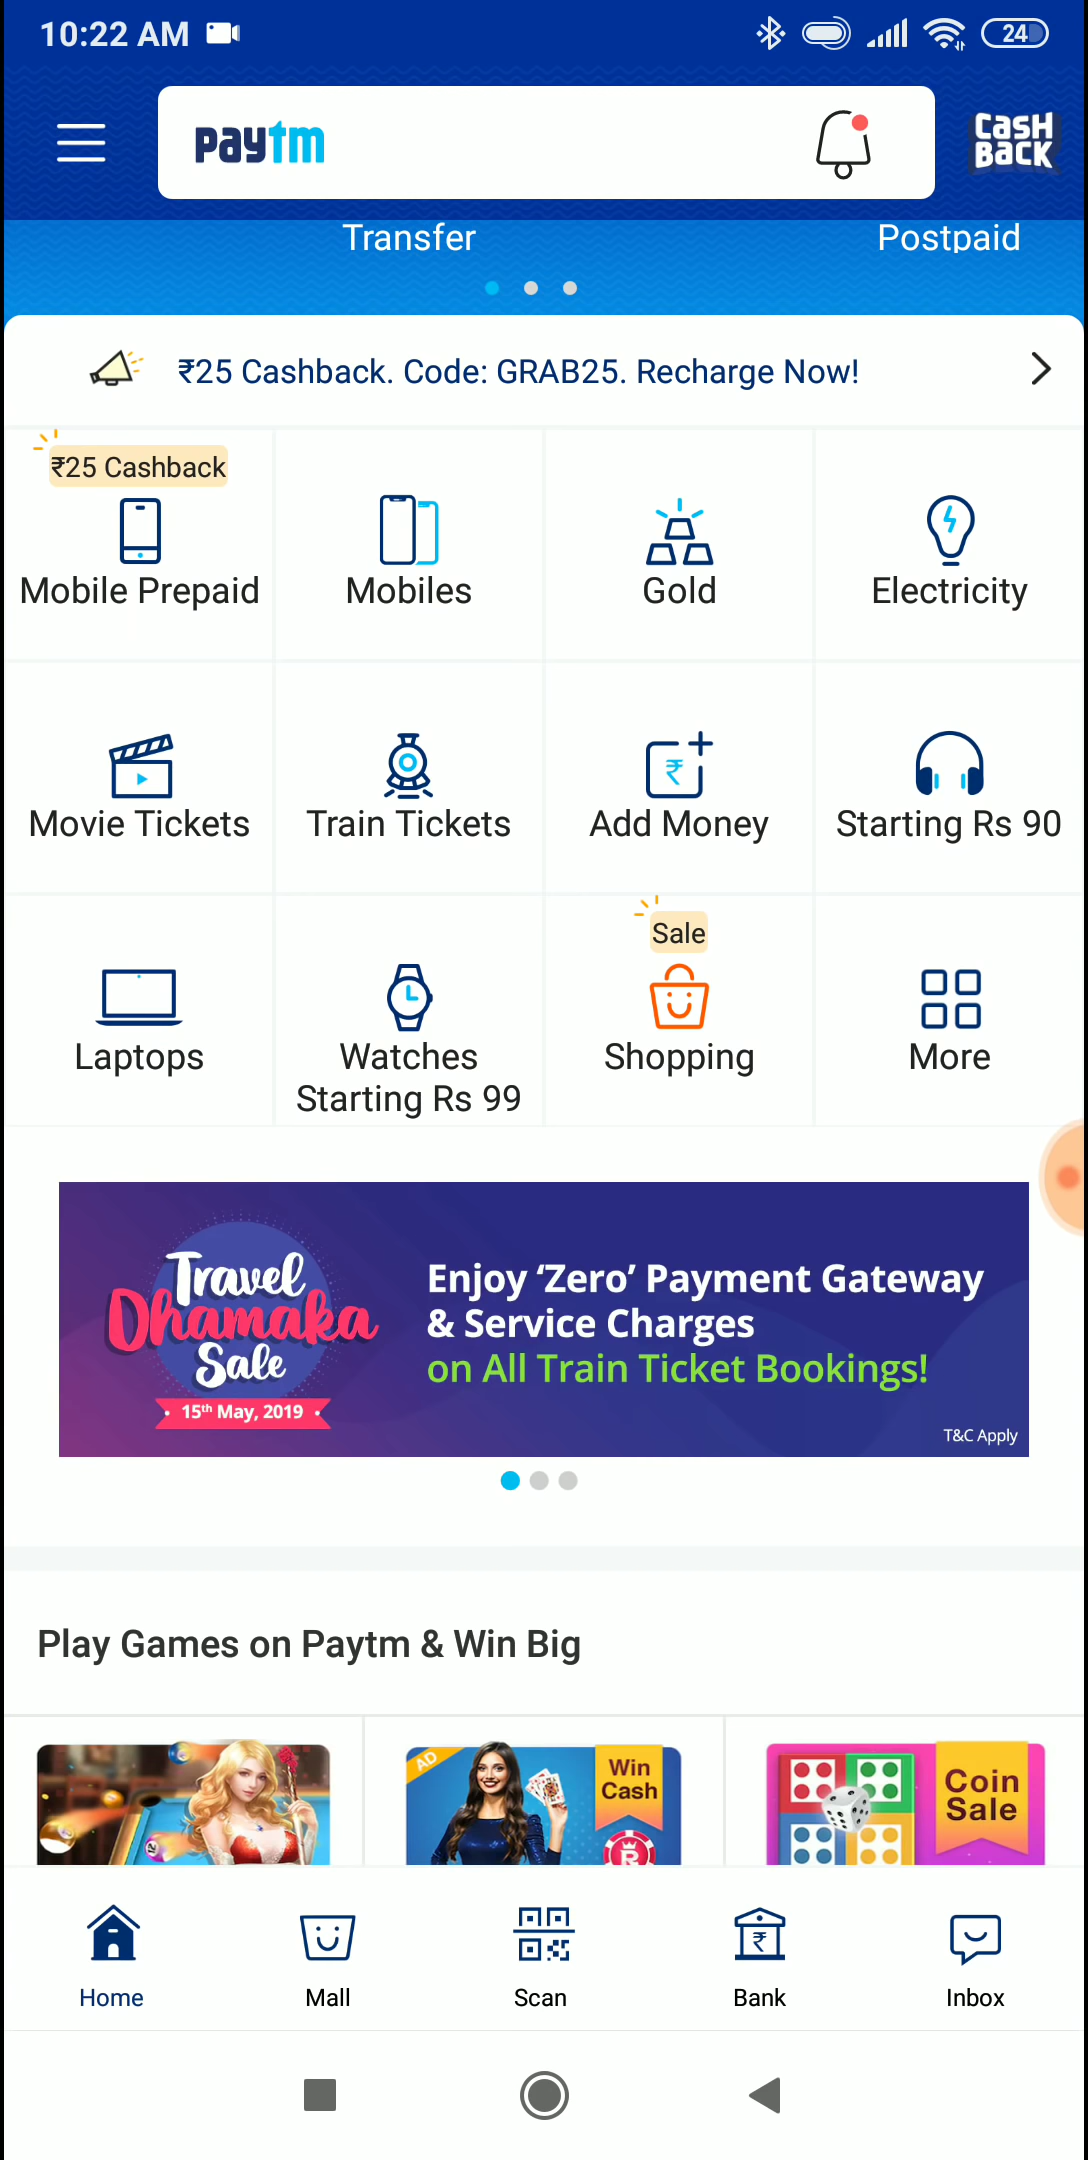 10:22 AM
24
paytm
CASH
BACK
Transfer
Postpaid
₹25 Cashback. Code: GRAB25. Recharge Now!
₹25 Cashback
Mobile Prepaid
Mobiles
Gold
Electricity
Movie Tickets
Train Tickets
₹
Add Money
Starting Rs 90
Laptops
Watches
Starting Rs 99
Sale
Shopping
More
Travel
Dhamaka
Sale
15th May, 2019
Enjoy ‘Zero’ Payment Gateway
& Service Charges
on All Train Ticket Bookings!
T&C Apply
Play Games on Paytm & Win Big
AD
Win
Cash
R
Coin
Sale
Home
Mall
Scan
₹
Bank
Inbox